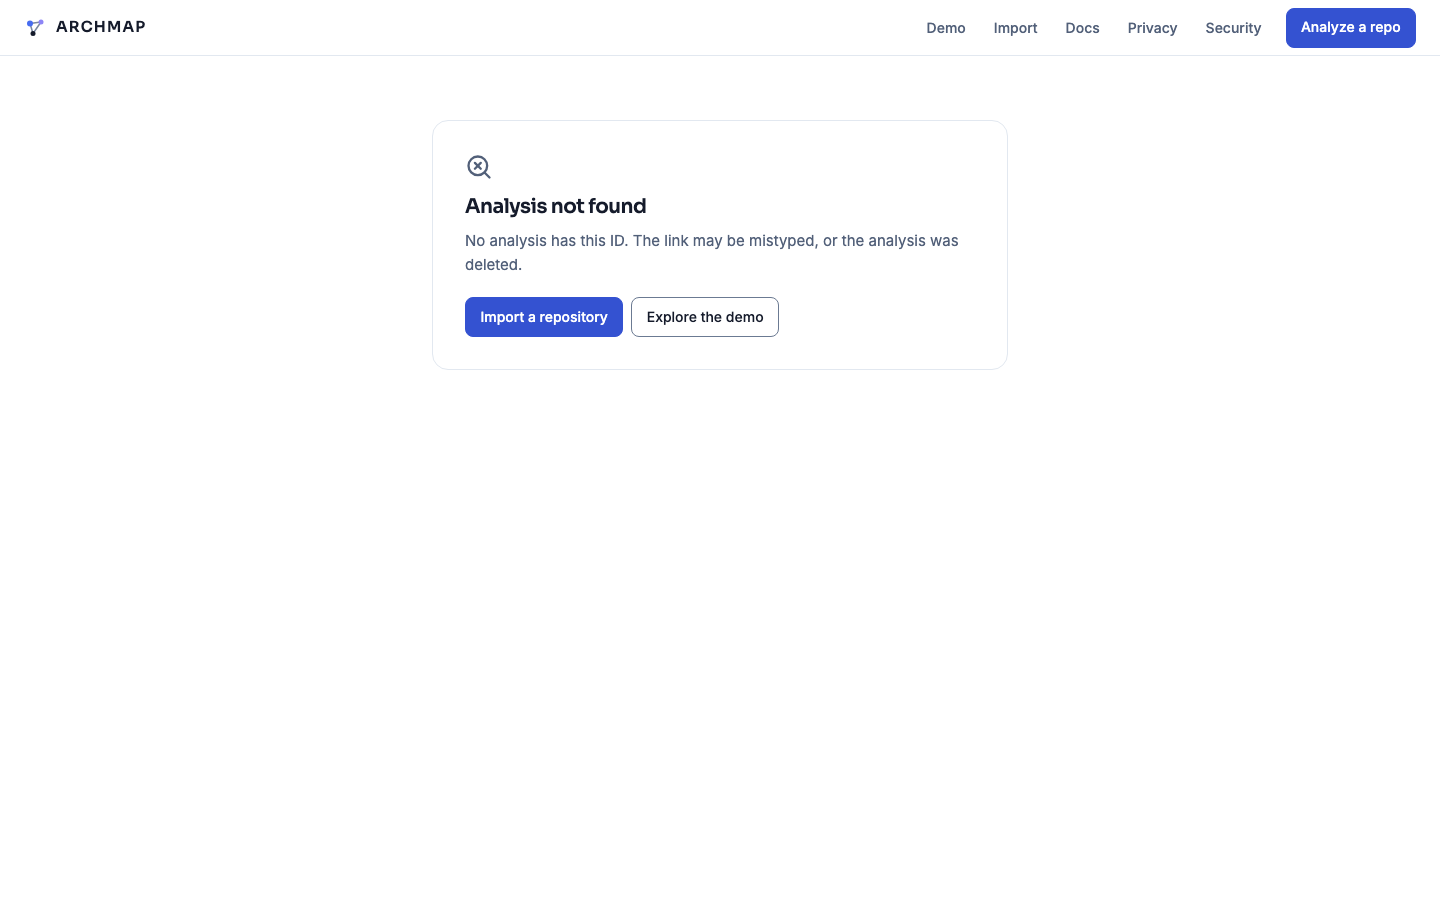 ARCHMAP
Demo Import Docs Privacy Security Analyze a repo
Analysis not found
No analysis has this ID. The link may be mistyped, or the analysis was
deleted.
Import a repository Explore the demo